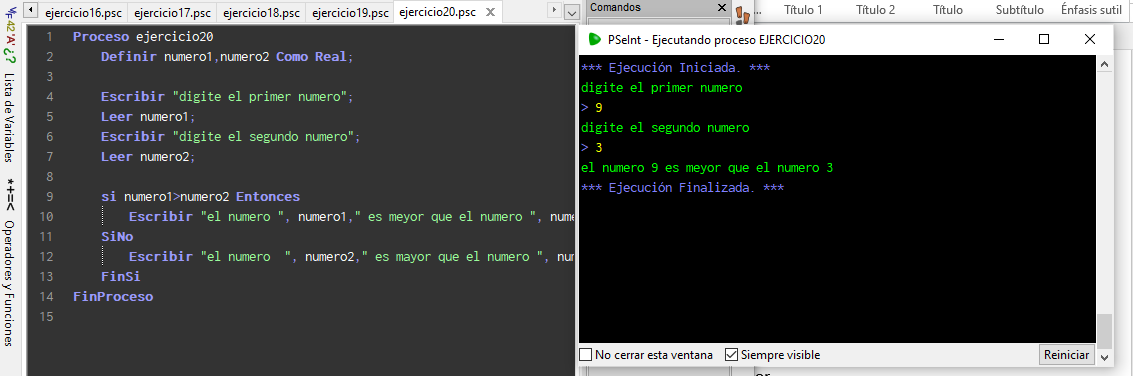 ejercicio16.psc ejercicio17.psc ejercicio18.psc ejercicio19.psc ejercicio20.psc
Lista de Variables
Operadores y Funciones
1 Proceso ejercicio20
2 Definir numero1,numero2 Como Real;
3
4 Escribir "digite el primer numero";
5 Leer numero1;
6 Escribir "digite el segundo numero";
7 Leer numero2;
8
9 si numero1>numero2 Entonces
10 Escribir "el numero ", numero1," es meyor que el numero ", nume
11 SiNo
12 Escribir "el numero  ", numero2," es mayor que el numero ", num
13 FinSi
14 FinProceso
15
Comandos
... Título 1 Título 2 Título Subtítulo Énfasis sutil
PSeInt - Ejecutando proceso EJERCICIO20
*** Ejecución Iniciada. ***
digite el primer numero
> 9
digite el segundo numero
> 3
el numero 9 es meyor que el numero 3
*** Ejecución Finalizada. ***
No cerrar esta ventana Siempre visible Reiniciar